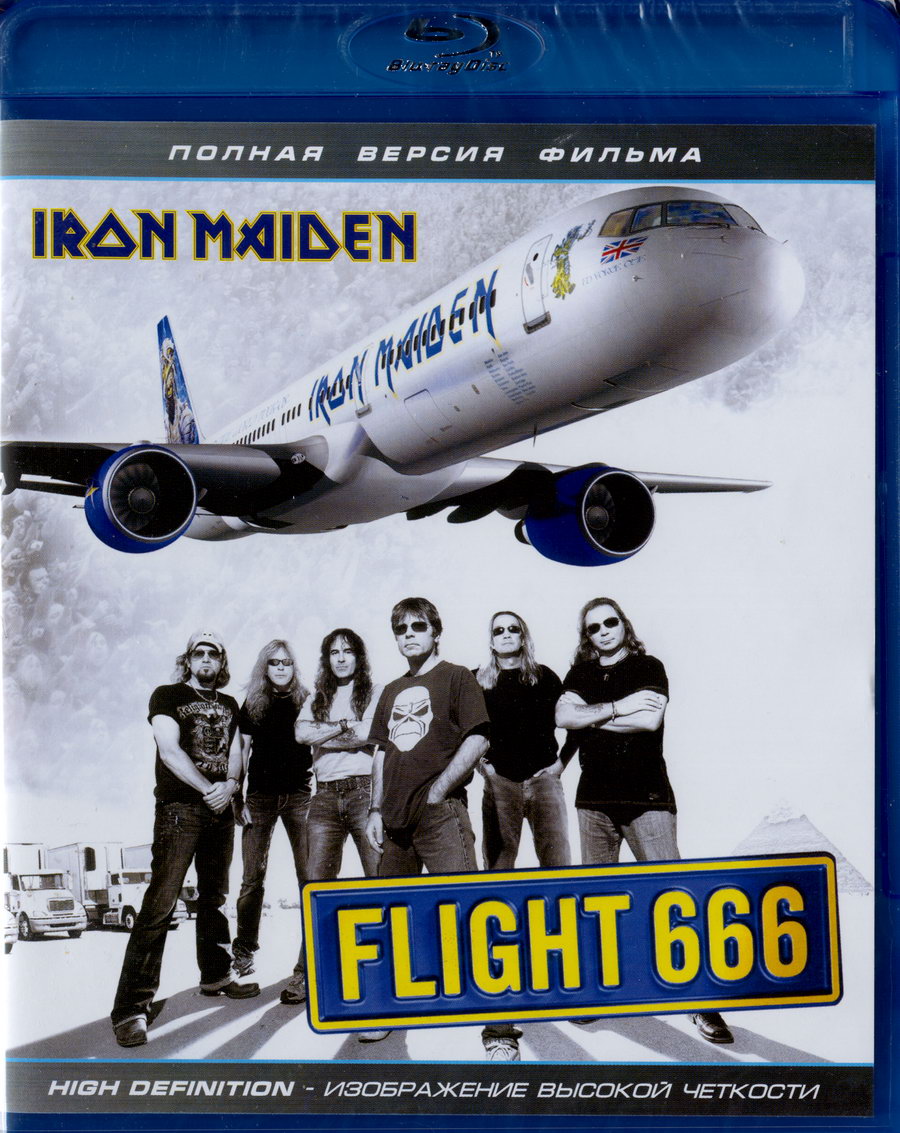 Blu-ray Disc
ПОЛНАЯ ВЕРСИЯ ФИЛЬМА
IRON MAIDEN
IRON MAIDEN
FLIGHT 666
HIGH DEFINITION - ИЗОБРАЖЕНИЕ ВЫСОКОЙ ЧЕТКОСТИ